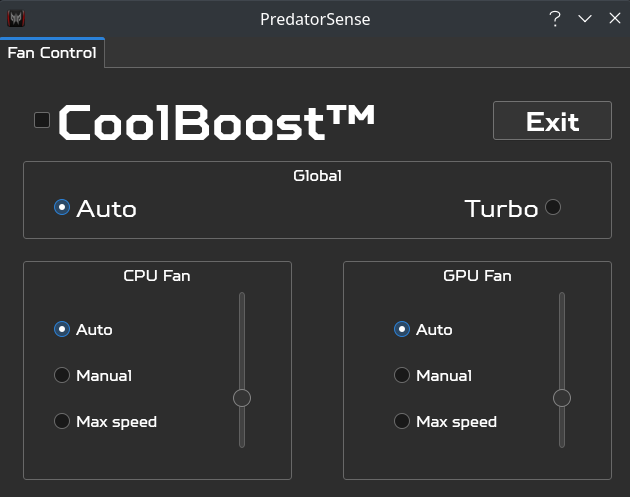 PredatorSense
Fan Control
CoolBoost™
Exit
Global
Auto
Turbo
CPU Fan
Auto
Manual
Max speed
GPU Fan
Auto
Manual
Max speed